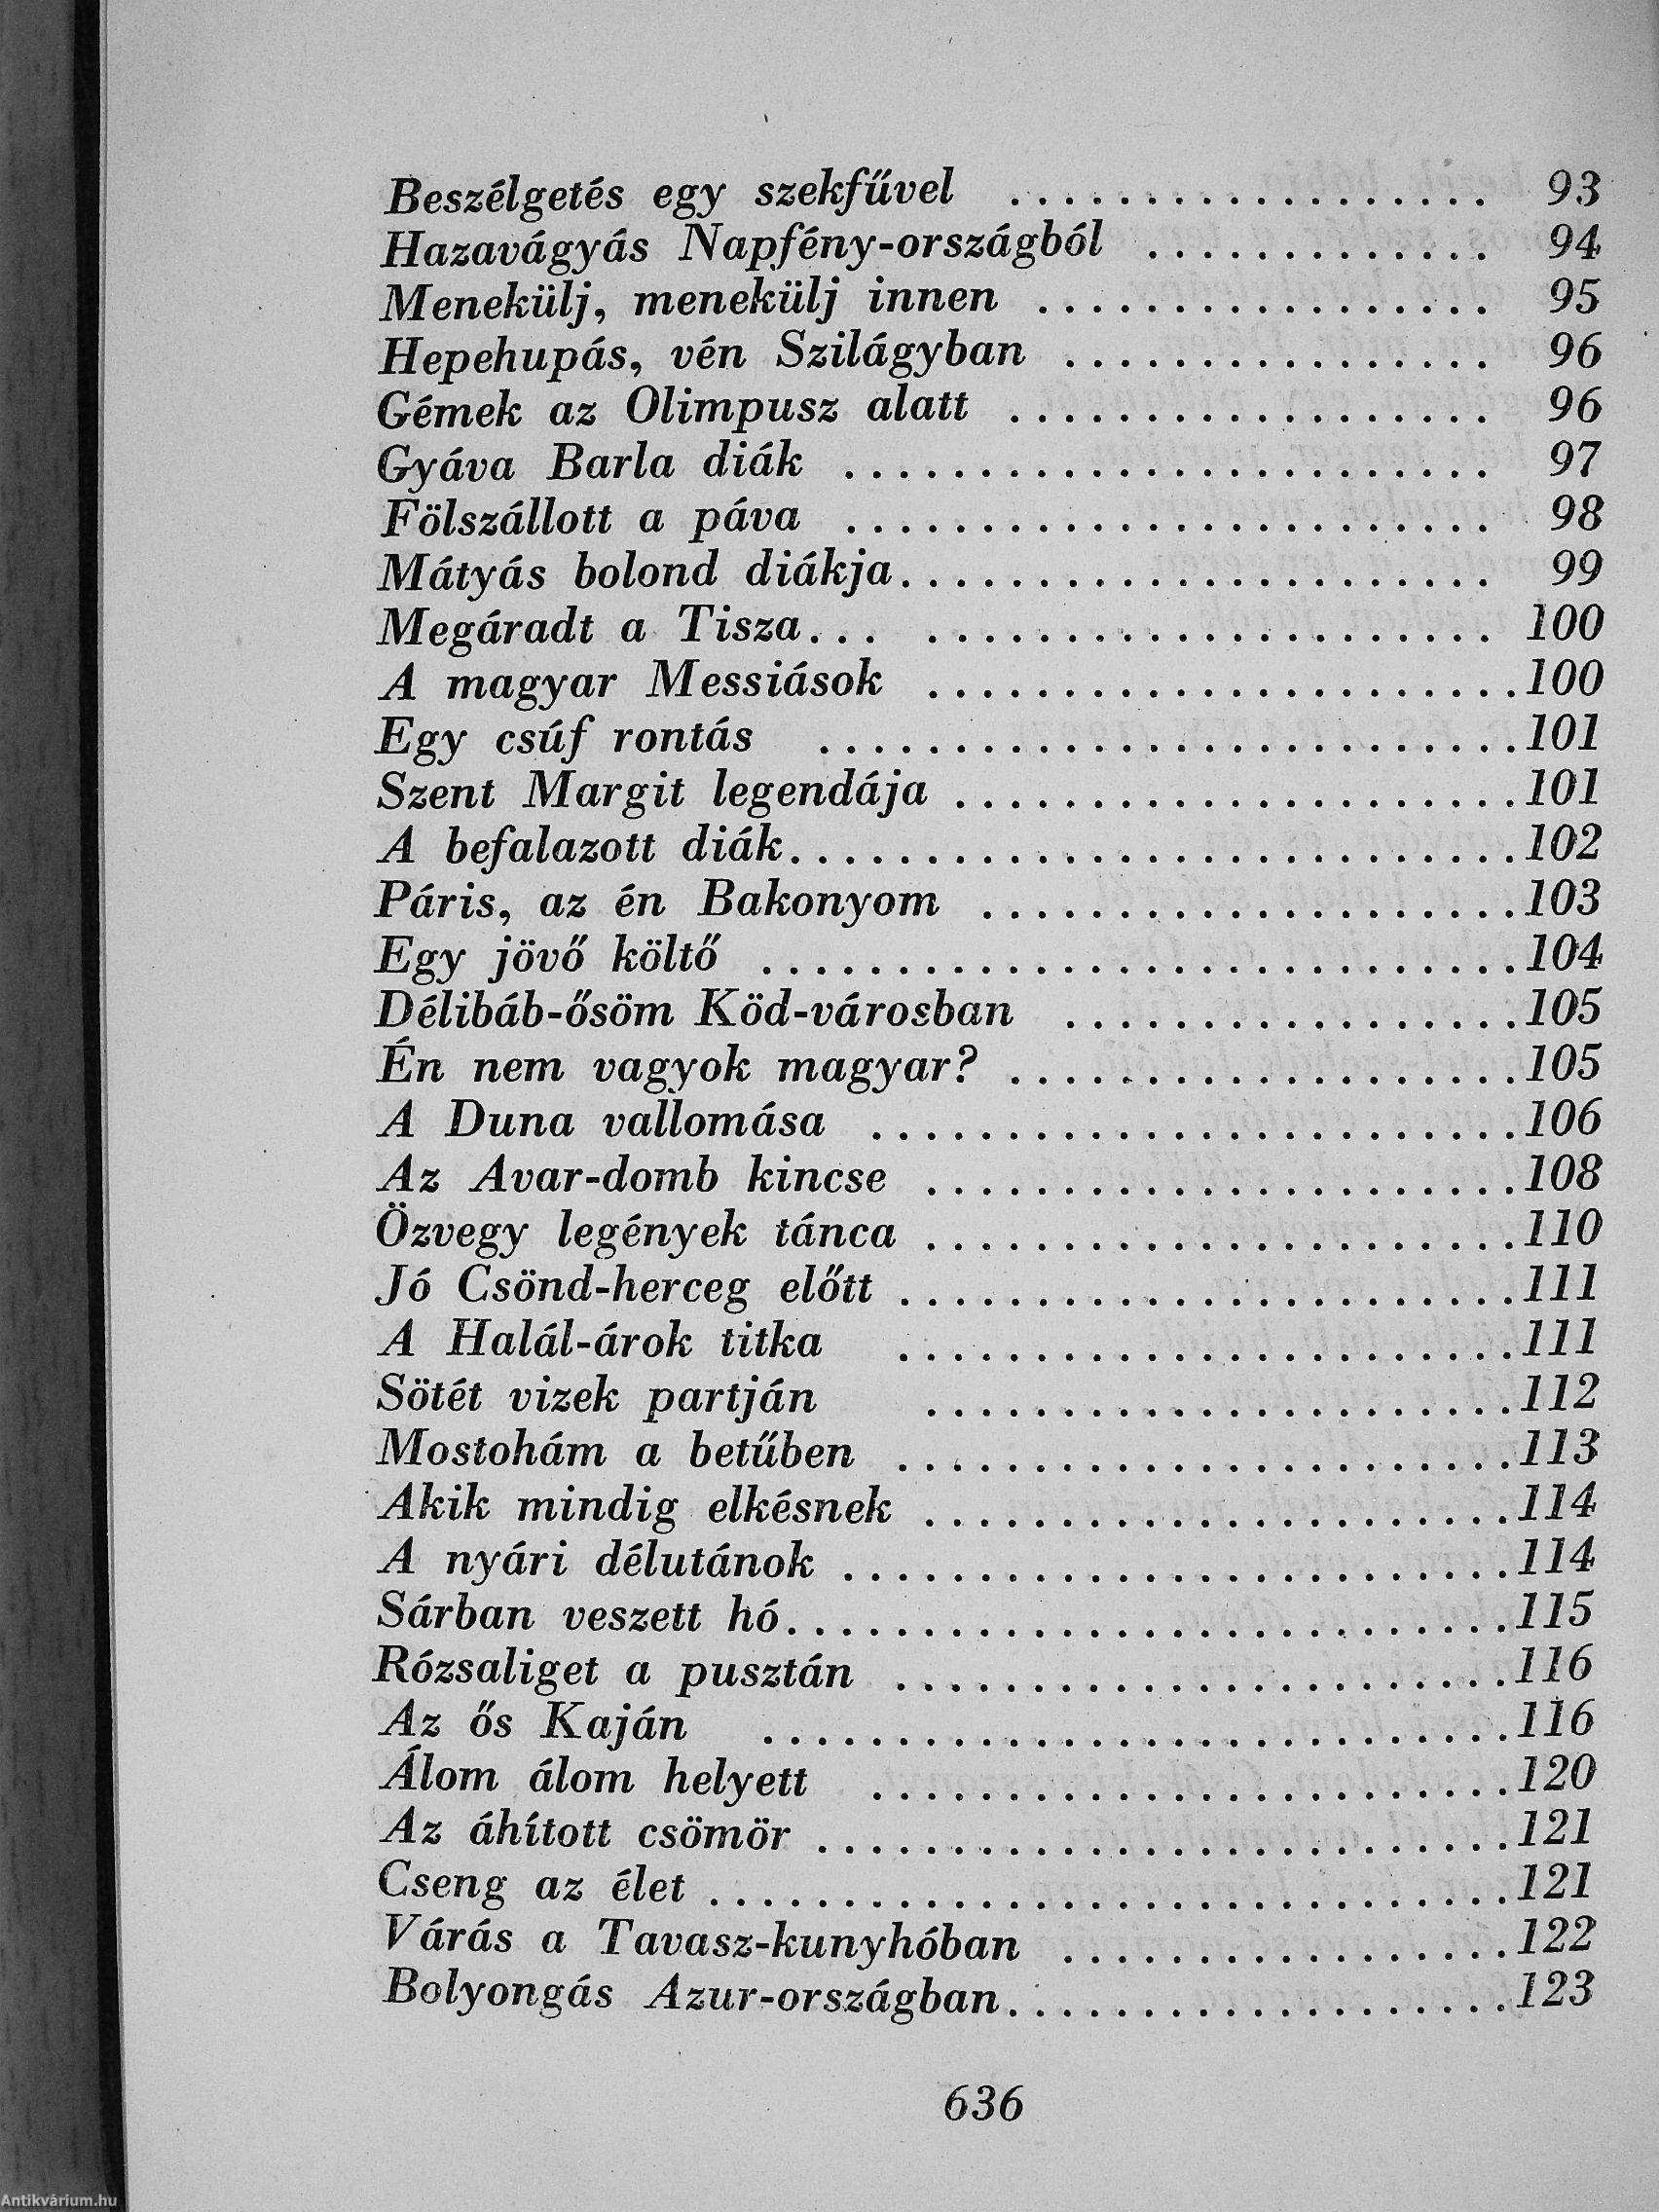 Beszélgetés egy szekfűvel .................. 93
Hazavágyás Napfény-országból ............. 94
Menekülj, menekülj innen ................. 95
Hepehupás, vén Szilágyban ................ 96
Gémek az Olimpusz alatt .................. 96
Gyáva Barla diák ........................ 97
Fölszállott a páva ........................ 98
Mátyás bolond diákja...................... 99
Megáradt a Tisza... ..................... 100
A magyar Messiások ......................100
Egy csúf rontás ..........................101
Szent Margit legendája .....................101
A befalazott diák...........................102
Páris, az én Bakonyom ....................103
Egy jövő költő ............................104
Délibáb-ősöm Köd-városban .................105
Én nem vagyok magyar? ...................105
A Duna vallomása ........................106
Az Avar-domb kincse ......................108
Özvegy legények tánca ......................110
Jó Csönd-herceg előtt .......................111
A Halál-árok titka .......................111
Sötét vizek partján ......................112
Mostohám a betűben .......................113
Akik mindig elkésnek ......................114
A nyári délutánok .........................114
Sárban veszett hó...........................115
Rózsaliget a pusztán .......................116
Az ős Kaján ............................116
Álom álom helyett ........................120
Az áhított csömör ..........................121
Cseng az élet ..............................121
Várás a Tavasz-kunyhóban .................122
Bolyongás Azur-országban...................123
636
Antikvárium.hu